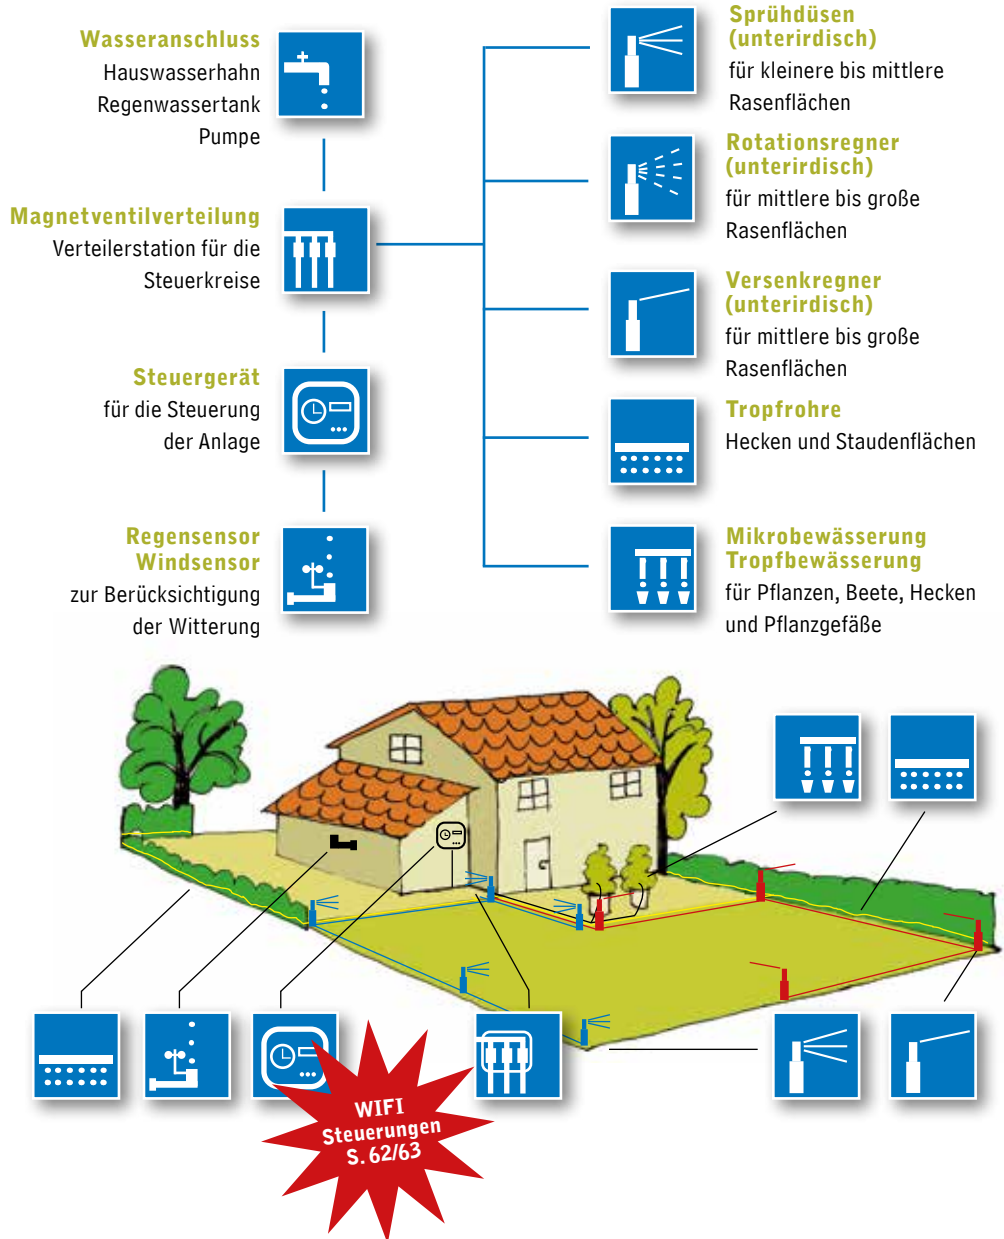 Wasseranschluss
Hauswasserhahn
Regenwassertank
Pumpe
Magnetventilverteilung
Verteilerstation für die
Steuerkreise
Steuergerät
für die Steuerung
der Anlage
Regensensor
Windsensor
zur Berücksichtigung
der Witterung
Sprühdüsen
(unterirdisch)
für kleinere bis mittlere
Rasenflächen
Rotationsregner
(unterirdisch)
für mittlere bis große
Rasenflächen
Versenkregner
(unterirdisch)
für mittlere bis große
Rasenflächen
Tropfrohre
Hecken und Staudenflächen
Mikrobewässerung
Tropfbewässerung
für Pflanzen, Beete, Hecken
und Pflanzgefäße
WIFI
Steuerungen
S. 62/63